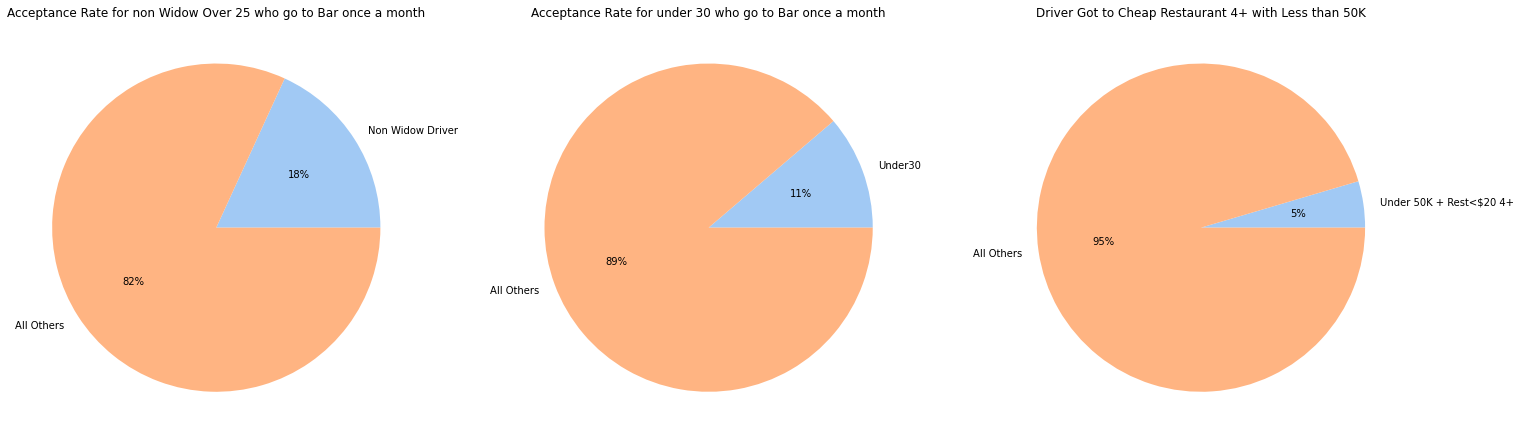 Acceptance Rate for non Widow Over 25 who go to Bar once a month
Non Widow Driver
18%
82%
All Others
Acceptance Rate for under 30 who go to Bar once a month
Under30
11%
89%
All Others
Driver Got to Cheap Restaurant 4+ with Less than 50K
Under 50K + Rest<$20 4+
5%
95%
All Others